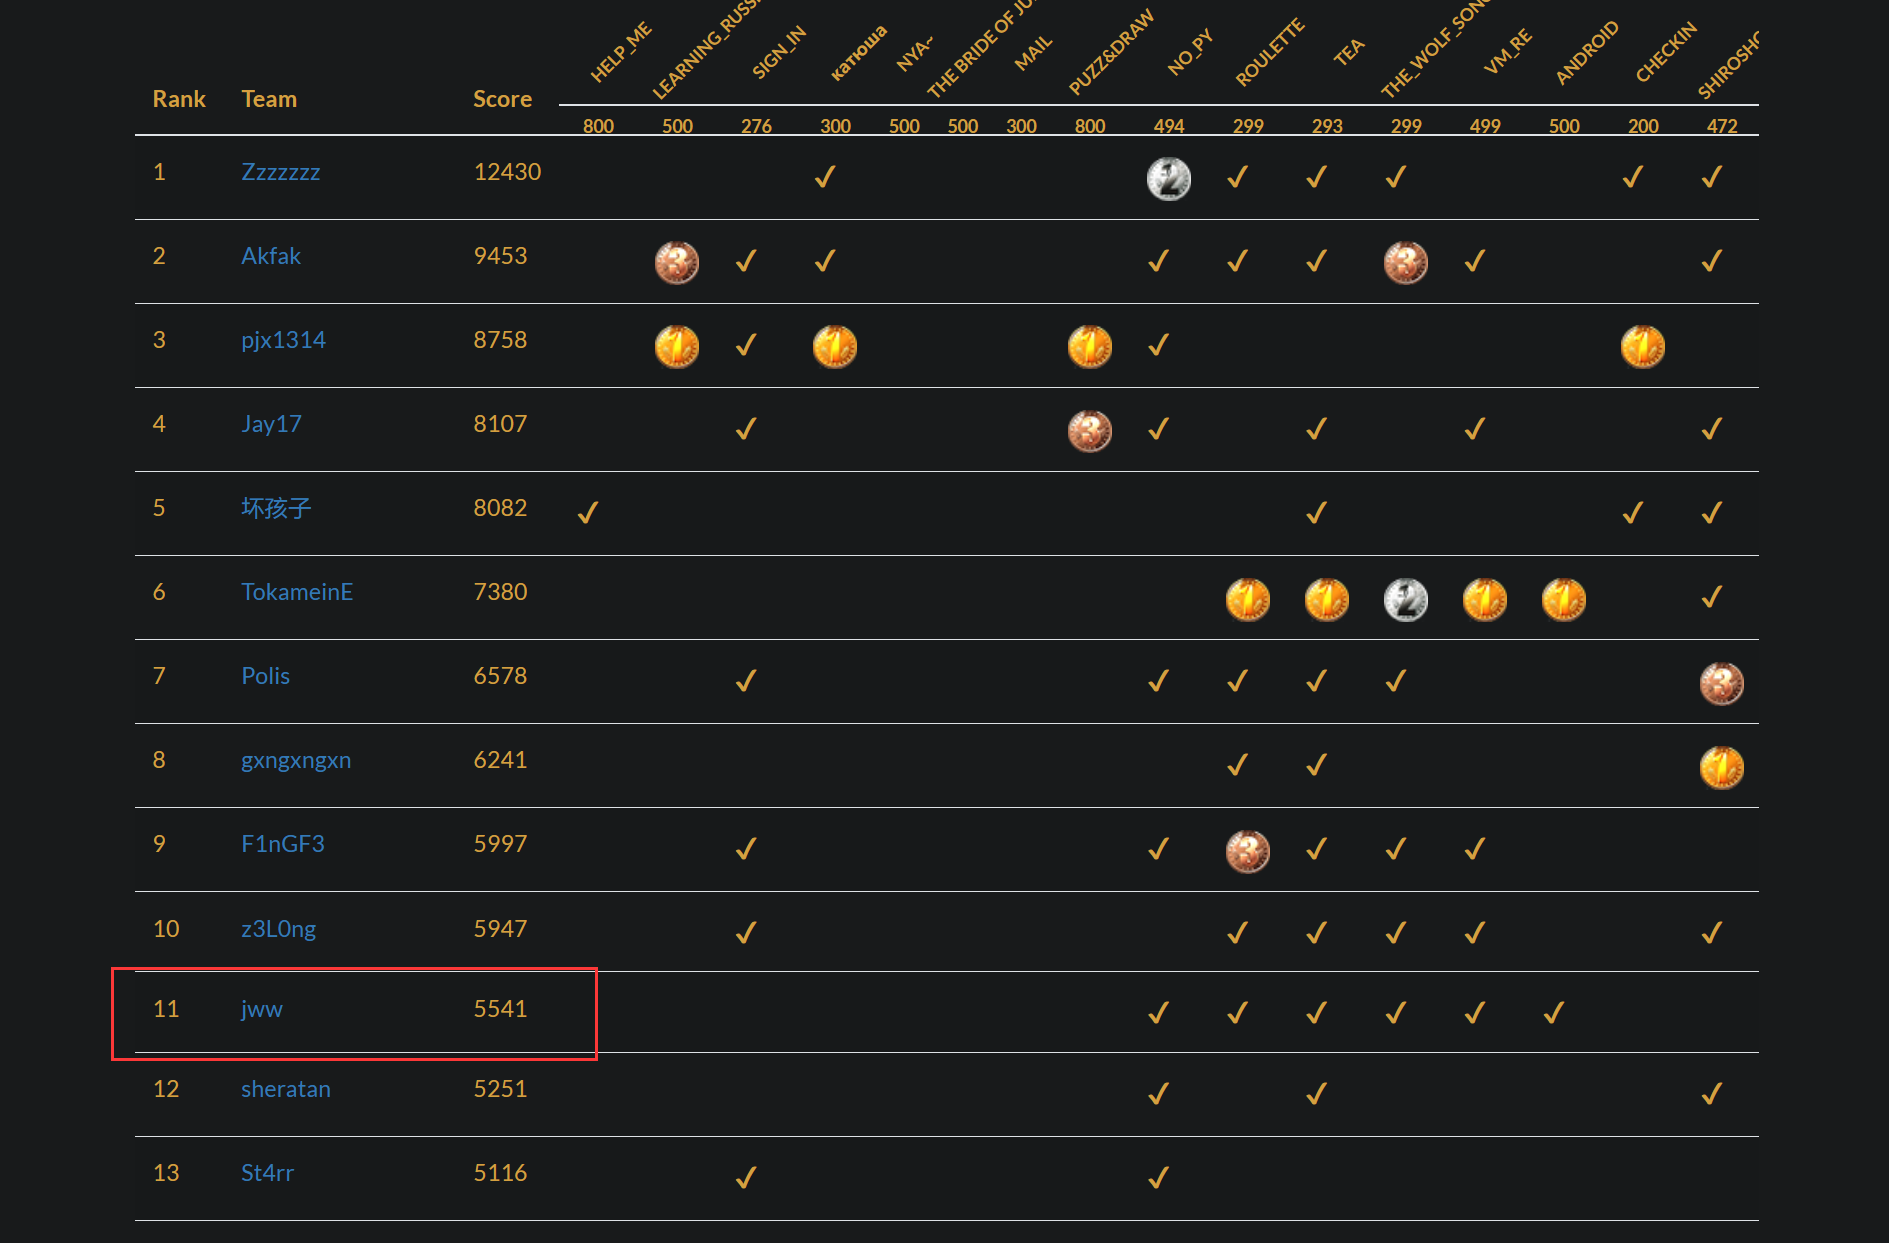 HELP_ME
SIGN_IN
катюша
NYA~
MAIL
PUZZ&DRAW
NO_PY
ROULETTE
TEA
VM_RE
ANDROID
CHECKIN
LEARNING_RUSSI
THE BRIDE OF JU
THE_WOLF_SONG
SHIROSHO
Rank Team Score
800 500 276 300 500 500 300 800 494 299 293 299 499 500 200 472
1 Zzzzzzz 12430 ✓ 2 ✓ ✓ ✓ ✓ ✓
2 Akfak 9453 3 ✓ ✓ ✓ ✓ ✓ 3 ✓ ✓
3 pjx1314 8758 1 ✓ 1 1 ✓ 1
4 Jay17 8107 ✓ 3 ✓ ✓ ✓ ✓
5 坏孩子 8082 ✓ ✓ ✓ ✓
6 TokameinE 7380 1 1 2 1 1 ✓
7 Polis 6578 ✓ ✓ ✓ ✓ ✓ 3
8 gxngxngxn 6241 ✓ ✓ 1
9 F1nGF3 5997 ✓ ✓ 3 ✓ ✓ ✓
10 z3L0ng 5947 ✓ ✓ ✓ ✓ ✓ ✓
11 jww 5541 ✓ ✓ ✓ ✓ ✓ ✓
12 sheratan 5251 ✓ ✓ ✓
13 St4rr 5116 ✓ ✓